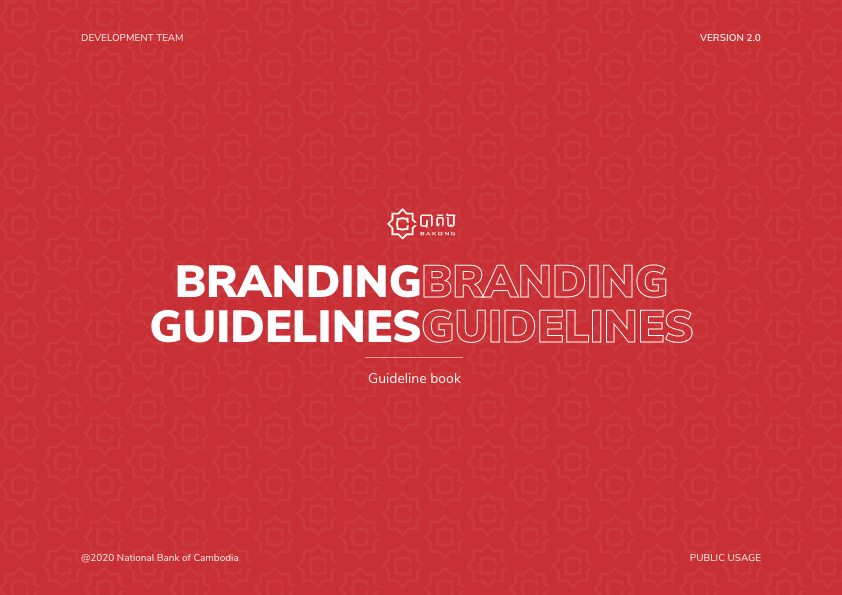 DEVELOPMENT TEAM
VERSION 2.0
បាគង
BAKONG
BRANDINGBRANDING
GUIDELINESGUIDELINES
Guideline book
@2020 National Bank of Cambodia
PUBLIC USAGE